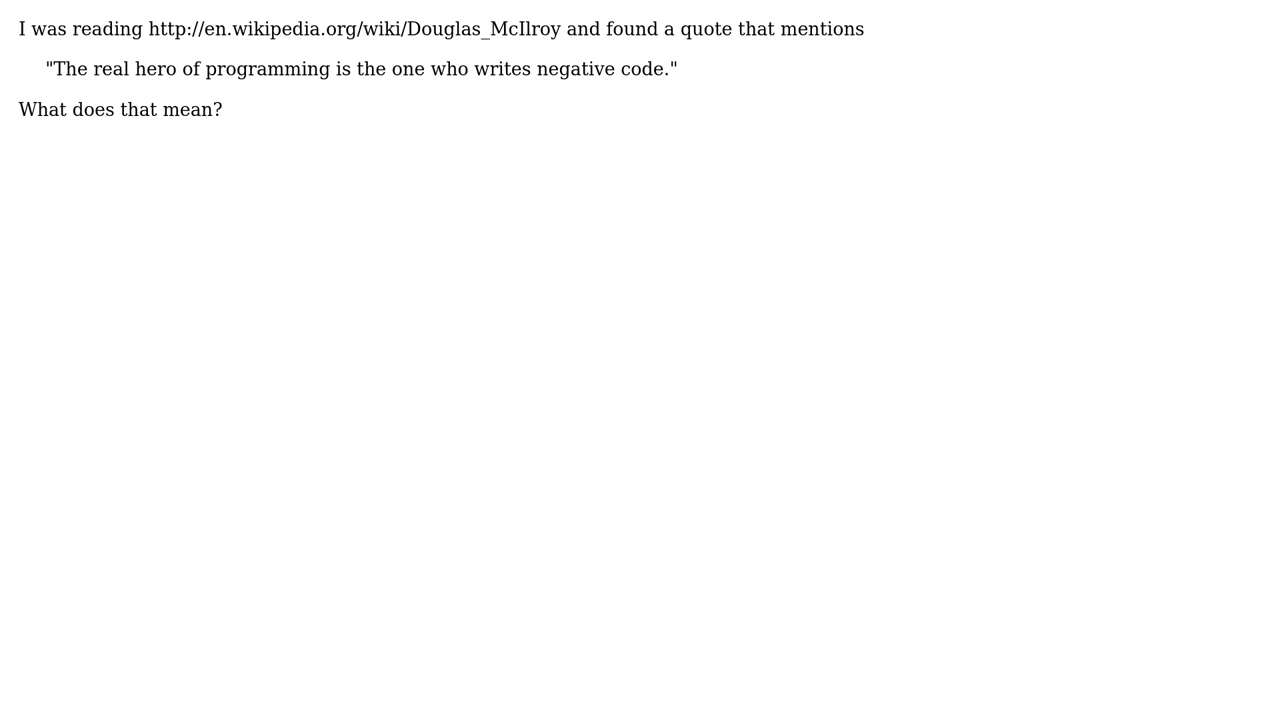 I was reading http://en.wikipedia.org/wiki/Douglas_McIlroy and found a quote that mentions
"The real hero of programming is the one who writes negative code."
What does that mean?